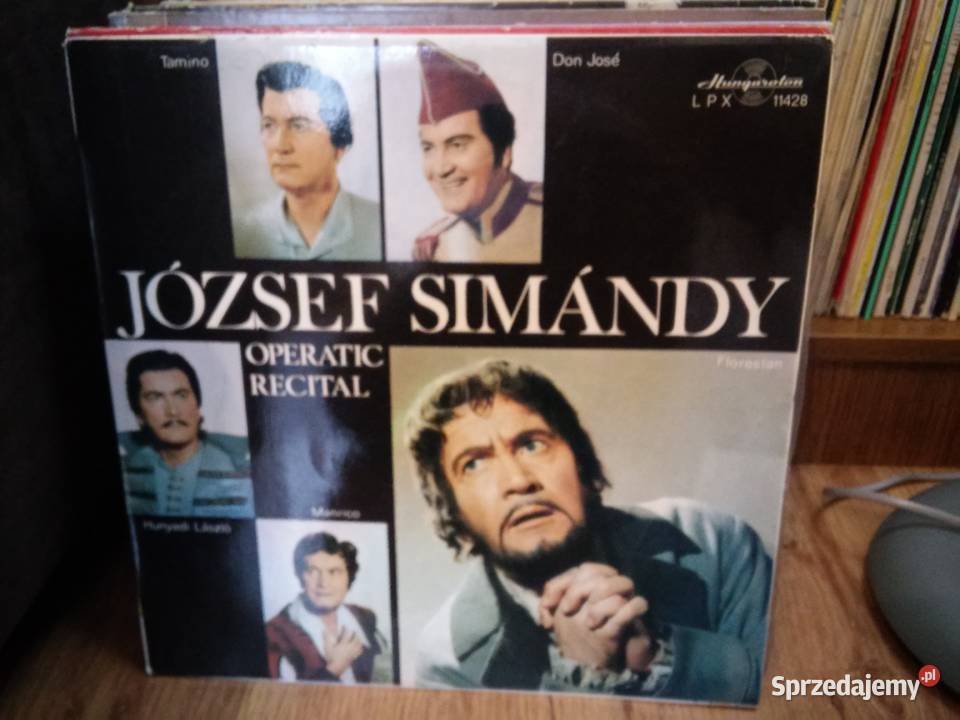 Tamino
Don José
Hungaroton
LPX 11428
JÓZSEF SIMÁNDY
OPERATIC
RECITAL
Florestan
Manrico
Hunyadi László
Sprzedajemy.pl